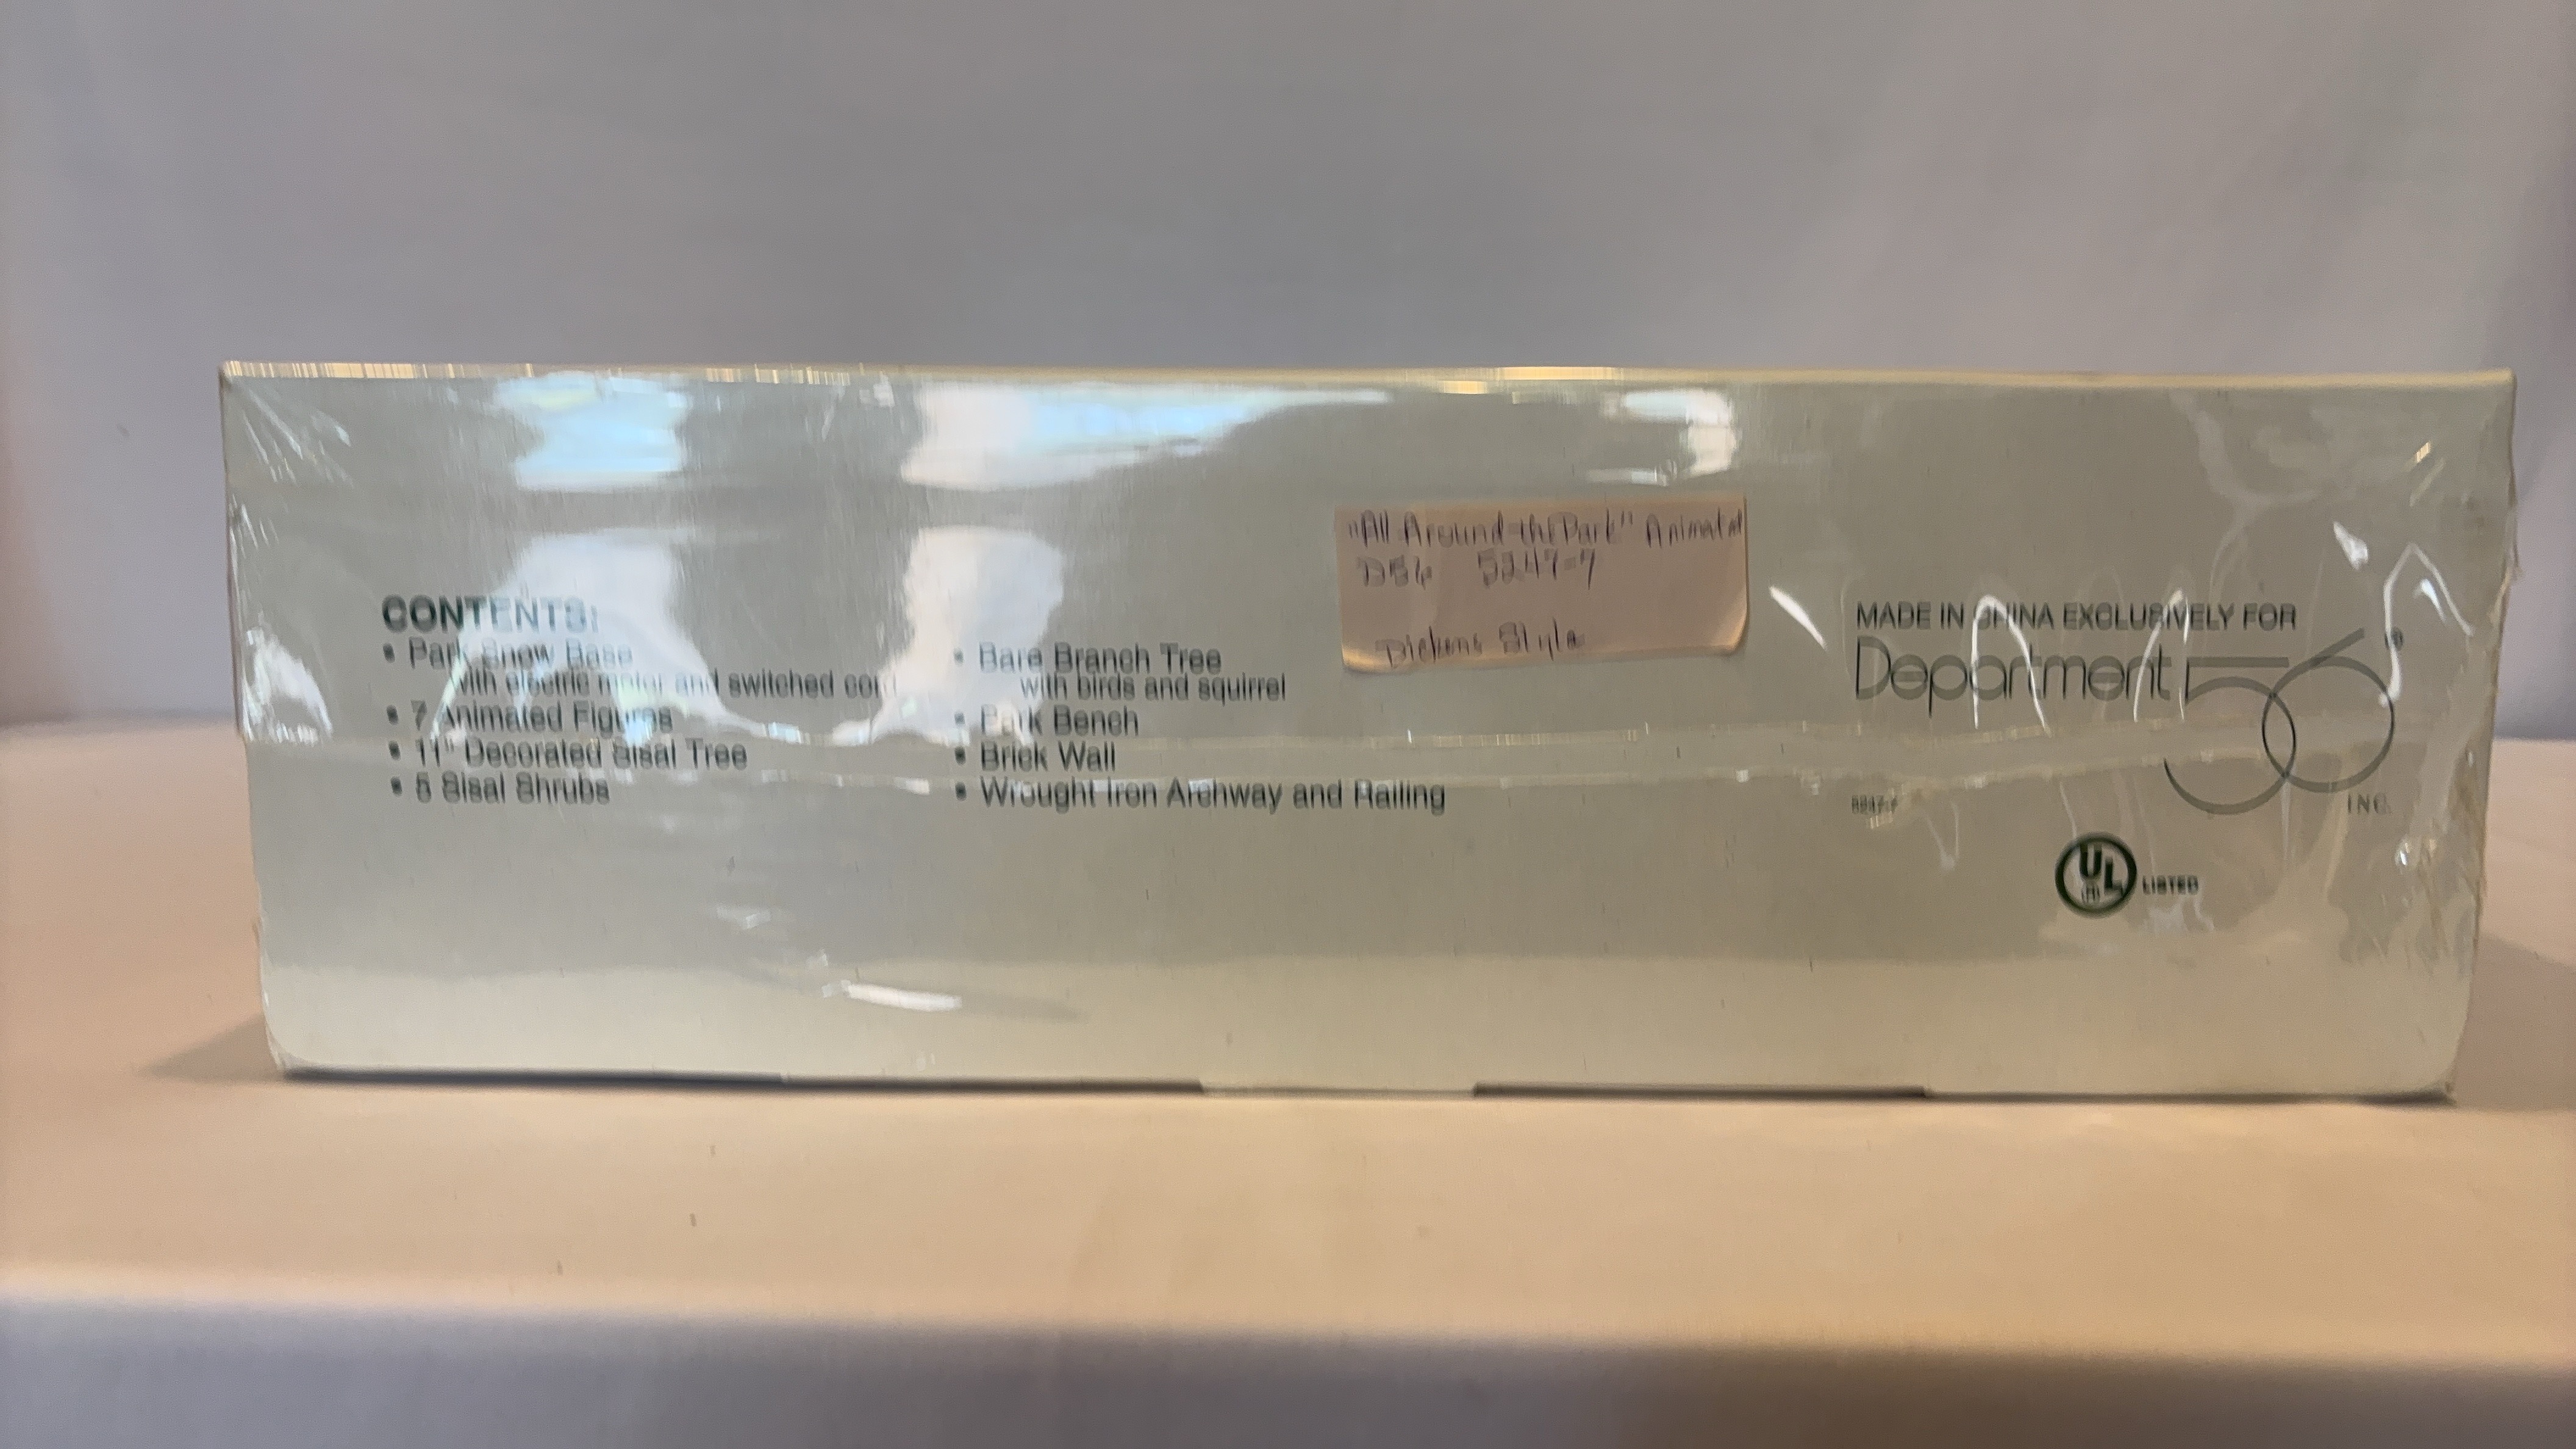 CONTENTS:
• Park Snow Base
with electric motor and switched cord
• 7 Animated Figures
• 11" Decorated Sisal Tree
• 5 Sisal Shrubs
• Bare Branch Tree
with birds and squirrel
• Park Bench
• Brick Wall
• Wrought Iron Archway and Railing
"All Around the Park" Animated
D56 5247-7
Dickens Style
MADE IN CHINA EXCLUSIVELY FOR
Department 56®
INC.
5247-7
UL LISTED